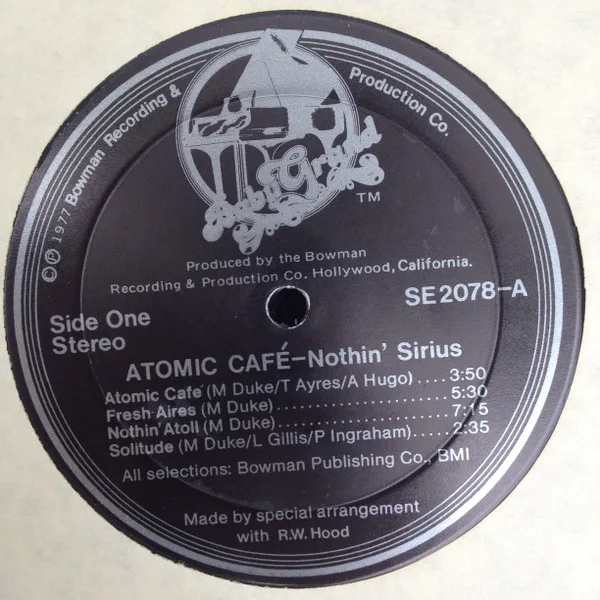 © ℗ 1977 Bowman Recording & Production Co.
Baby Grand
TM
Produced by the Bowman
Recording & Production Co. Hollywood, California.
SE2078-A
Side One
Stereo
ATOMIC CAFÉ-Nothin' Sirius
Atomic Café (M Duke/T Ayres/A Hugo) .... 3:50
Fresh Aires (M Duke) .................... 5:30
Nothin' Atoll (M Duke) .................. 7:15
Solitude (M Duke/L Gillis/P Ingraham) ..... 2:35
All selections: Bowman Publishing Co., BMI
Made by special arrangement
with R.W. Hood